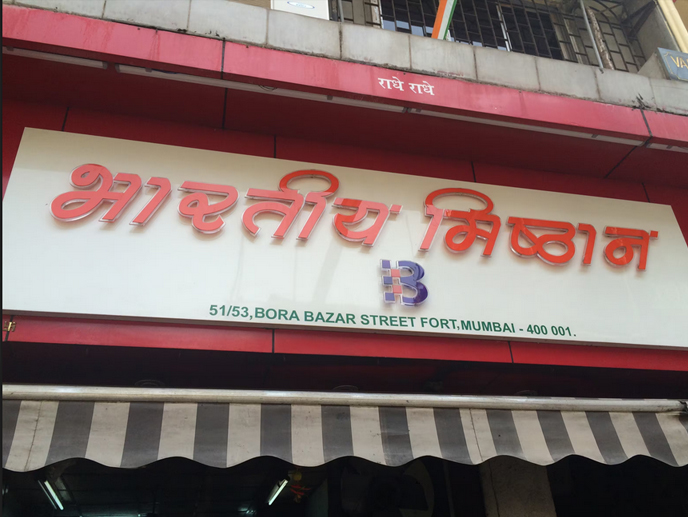 राधे राधे
भारतीय मिष्ठान
B
51/53,BORA BAZAR STREET FORT,MUMBAI - 400 001.